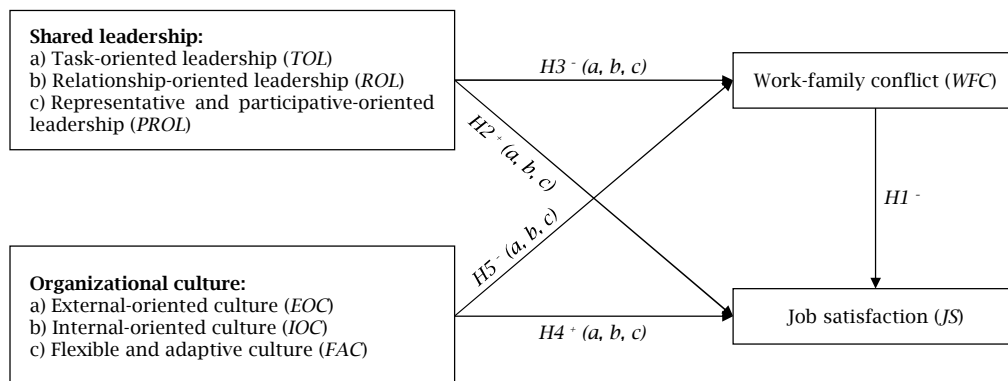 Shared leadership:
a) Task-oriented leadership (TOL)
b) Relationship-oriented leadership (ROL)
c) Representative and participative-oriented
leadership (PROL)
H3 - (a, b, c)
Work-family conflict (WFC)
H2 + (a, b, c)
H1 -
H5 - (a, b, c)
Organizational culture:
a) External-oriented culture (EOC)
b) Internal-oriented culture (IOC)
c) Flexible and adaptive culture (FAC)
H4 + (a, b, c)
Job satisfaction (JS)